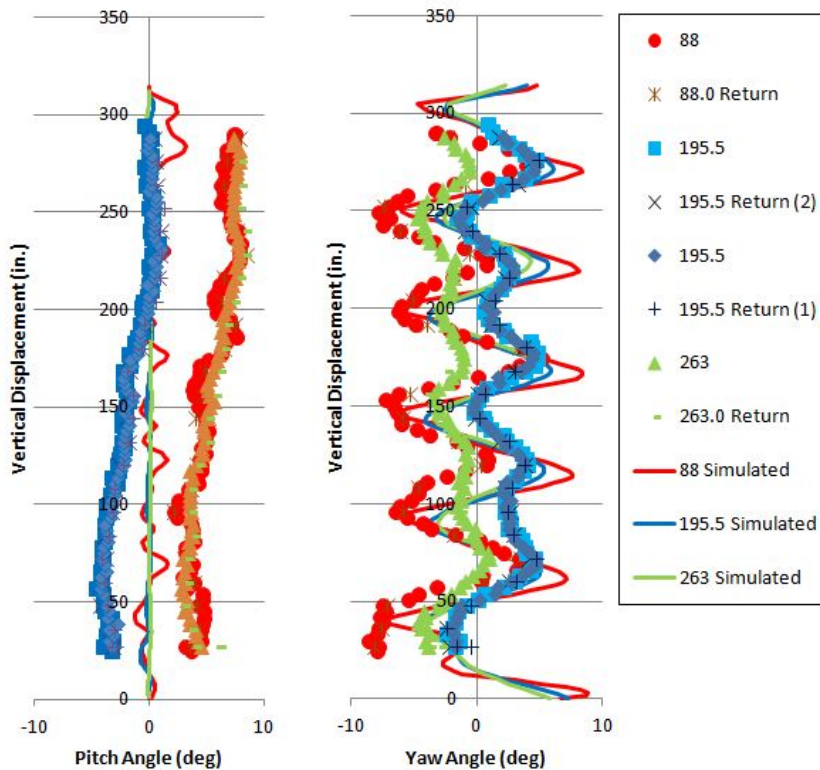 350
300
250
200
150
100
50
0
-10
0
10
Vertical Displacement (in.)
Pitch Angle (deg)
350
300
250
200
150
100
50
0
-10
0
10
Vertical Displacement (in.)
Yaw Angle (deg)
88
88.0 Return
195.5
195.5 Return (2)
195.5
195.5 Return (1)
263
263.0 Return
88 Simulated
195.5 Simulated
263 Simulated